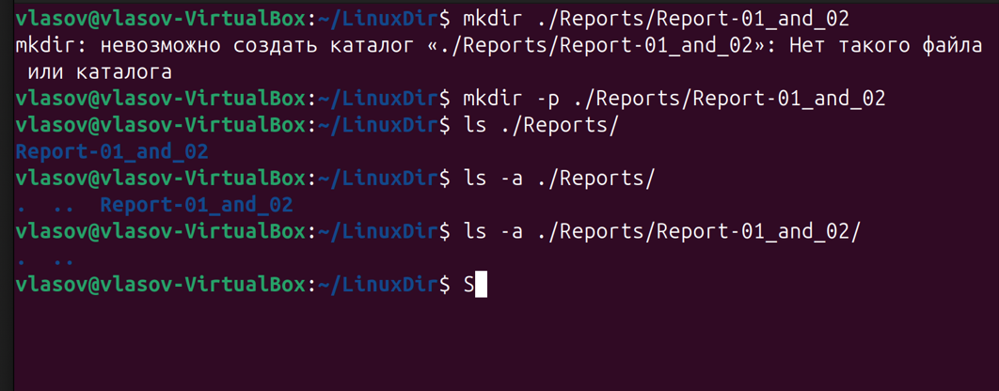 vlasov@vlasov-VirtualBox:~/LinuxDir$ mkdir ./Reports/Report-01_and_02
mkdir: невозможно создать каталог «./Reports/Report-01_and_02»: Нет такого файла
 или каталога
vlasov@vlasov-VirtualBox:~/LinuxDir$ mkdir -p ./Reports/Report-01_and_02
vlasov@vlasov-VirtualBox:~/LinuxDir$ ls ./Reports/
Report-01_and_02
vlasov@vlasov-VirtualBox:~/LinuxDir$ ls -a ./Reports/
.  ..  Report-01_and_02
vlasov@vlasov-VirtualBox:~/LinuxDir$ ls -a ./Reports/Report-01_and_02/
.  ..
vlasov@vlasov-VirtualBox:~/LinuxDir$ S